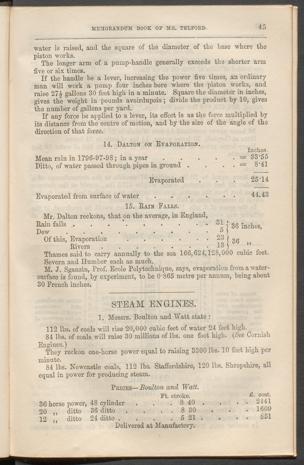 MEMORANDUM BOOK OF MR. TELFORD. 45
water is raised, and the square of the diameter of the base where the
piston works.
The longer arm of a pump-handle generally exceeds the shorter arm
five or six times.
If the handle be a lever, increasing the power five times, an ordinary
man will work a pump four inches bore where the piston works, and
raise 27½ gallons 30 feet high in a minute. Square the diameter in inches,
gives the weight in pounds avoirdupois; divide the product by 10, gives
the number of gallons per yard.
If any force be applied to a lever, its effect is as the force multiplied by
its distance from the centre of motion, and by the sine of the angle of the
direction of that force.
14. DALTON ON EVAPORATION.
Inches.
Mean rain in 1796-97-98; in a year = 33·55
Ditto, of water passed through pipes in ground = 8·41
Evaporated 25·14
Evaporated from surface of water 44.43
15. RAIN FALLS.
Mr. Dalton reckons, that on the average, in England,
Rain falls 31 } 36 inches,
Dew 5
Of this, Evaporation 23 } 36 „
Rivers 13
Thames said to carry annually to the sea 166,624,128,000 cubic feet.
Severn and Humber each as much.
M. J. Sganzin, Prof. Ecole Polytechnique, says, evaporation from a water-
surface is found, by experiment, to be 0·865 metre per annum, being about
30 French inches.
STEAM ENGINES.
1. Messrs. Boulton and Watt state:
112 lbs. of coals will rise 20,000 cubic feet of water 24 feet high.
84 lbs. of coals will raise 30 millions of lbs. one foot high. (See Cornish
Engines.)
They reckon one-horse power equal to raising 3300 lbs. 10 feet high per
minute.
84 lbs. Newcastle coals, 112 lbs. Staffordshire, 120 lbs. Shropshire, all
equal in power for producing steam.
PRICES—Boulton and Watt.
Ft. stroke. £. cost.
36 horse power, 48 cylinder 8 40 2441
20 „ ditto 36 ditto 8 30 1609
12 „ ditto 24 ditto 5 21 851
Delivered at Manufactory.